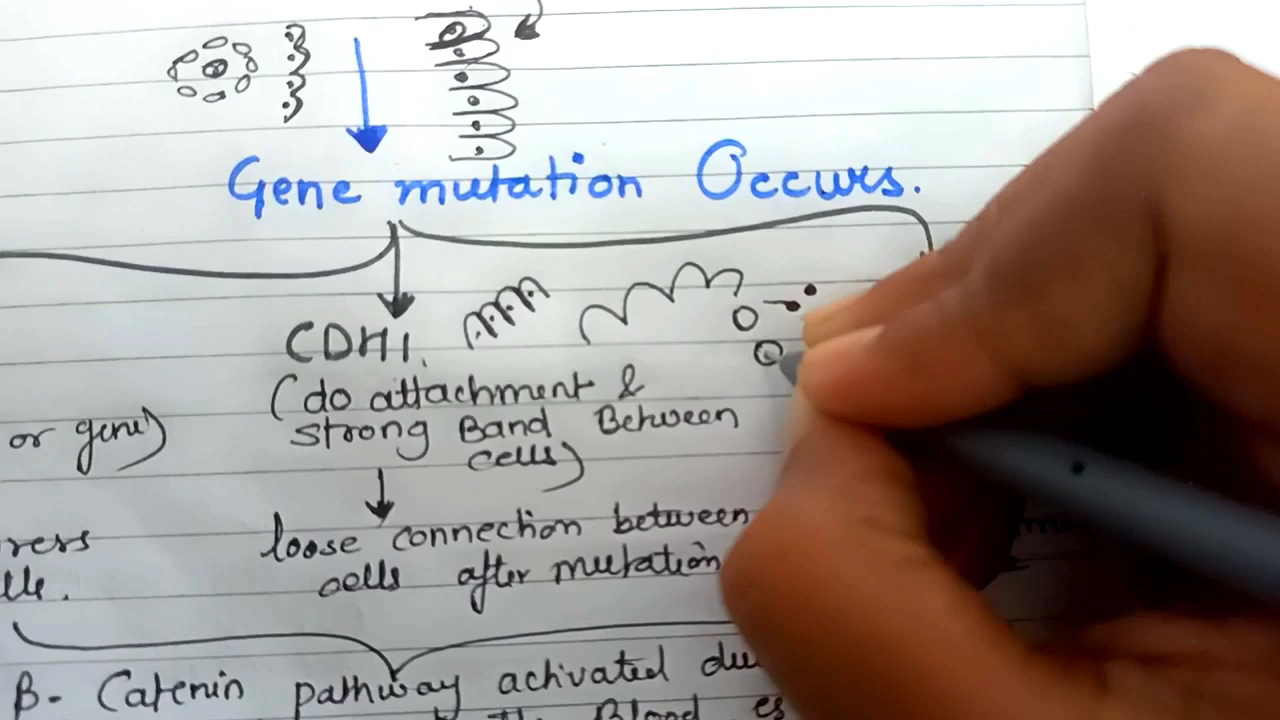 Gene mutation Occurs.
CDH1.
(do attachment &
or gene)
strong Band Between
cells)
loose connection between
cells after mutation
β- Catenin pathway activated
Blood